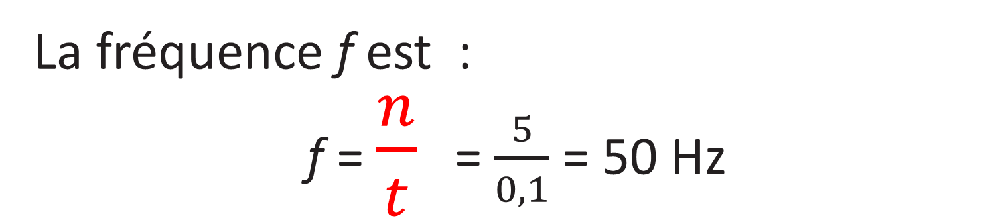 La fréquence f est :
f = n/t = 5/0,1 = 50 Hz